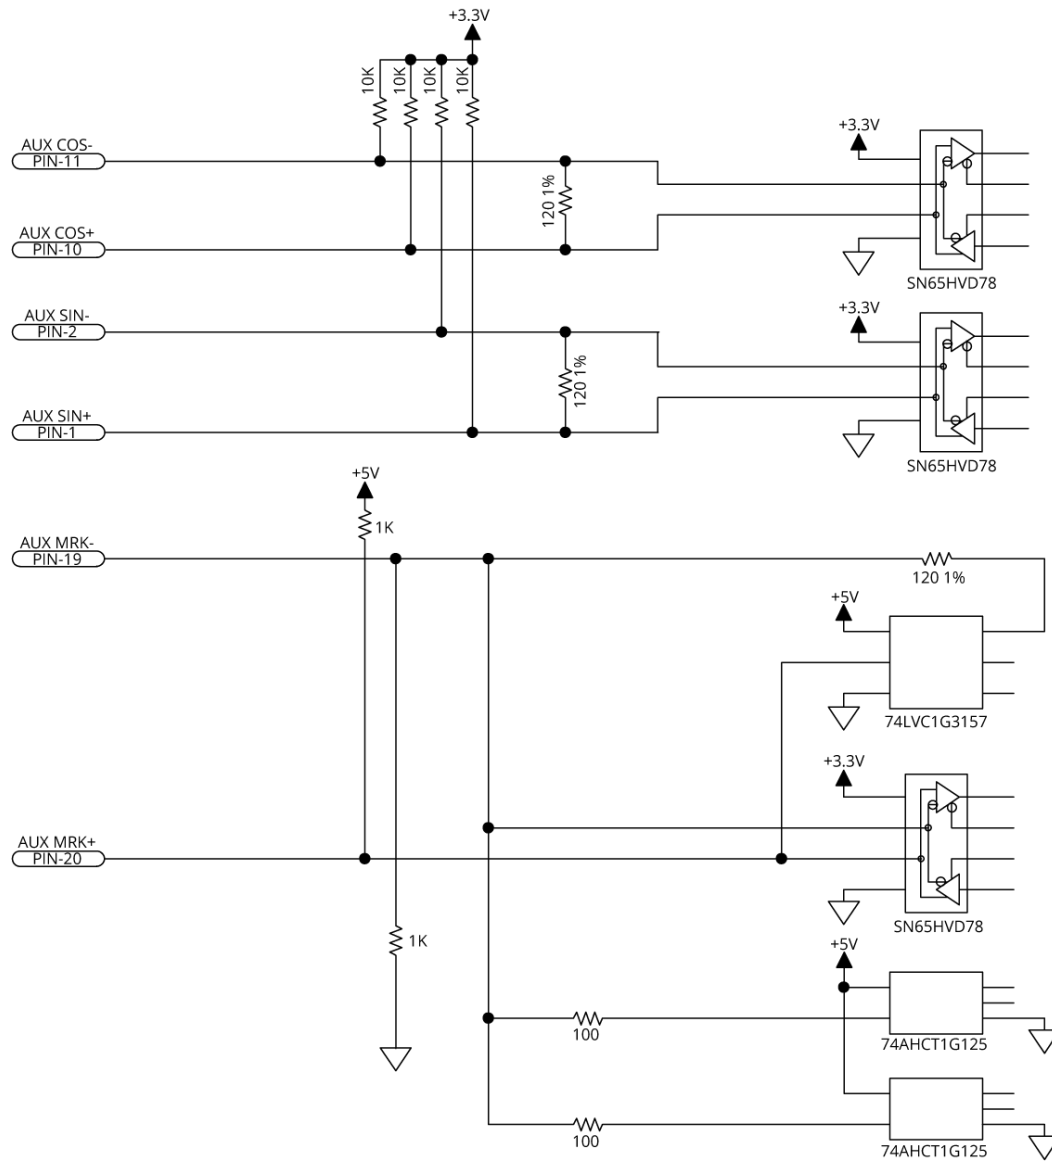 +3.3V
10K
10K
10K
10K
AUX COS-
PIN-11
+3.3V
120 1%
AUX COS+
PIN-10
SN65HVD78
AUX SIN-
PIN-2
+3.3V
120 1%
AUX SIN+
PIN-1
SN65HVD78
+5V
1K
AUX MRK-
PIN-19
120 1%
+5V
74LVC1G3157
+3.3V
AUX MRK+
PIN-20
SN65HVD78
1K
+5V
100
74AHCT1G125
100
74AHCT1G125